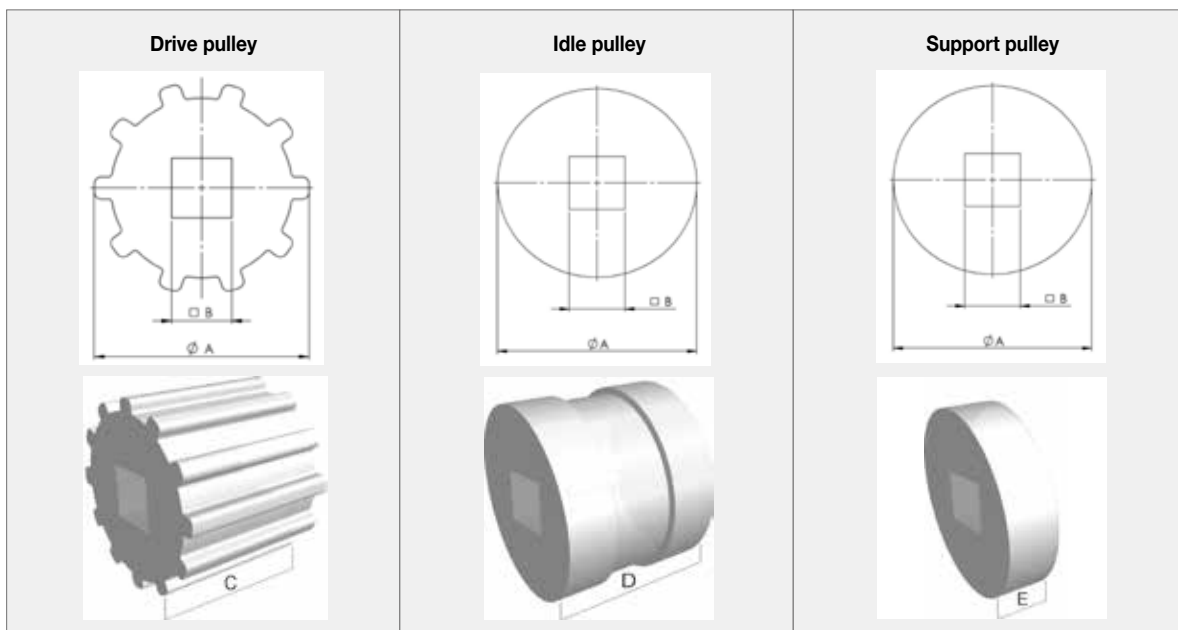 Drive pulley
Idle pulley
Support pulley
□ B
Ø A
□ B
ØA
□ B
ØA
C
D
E